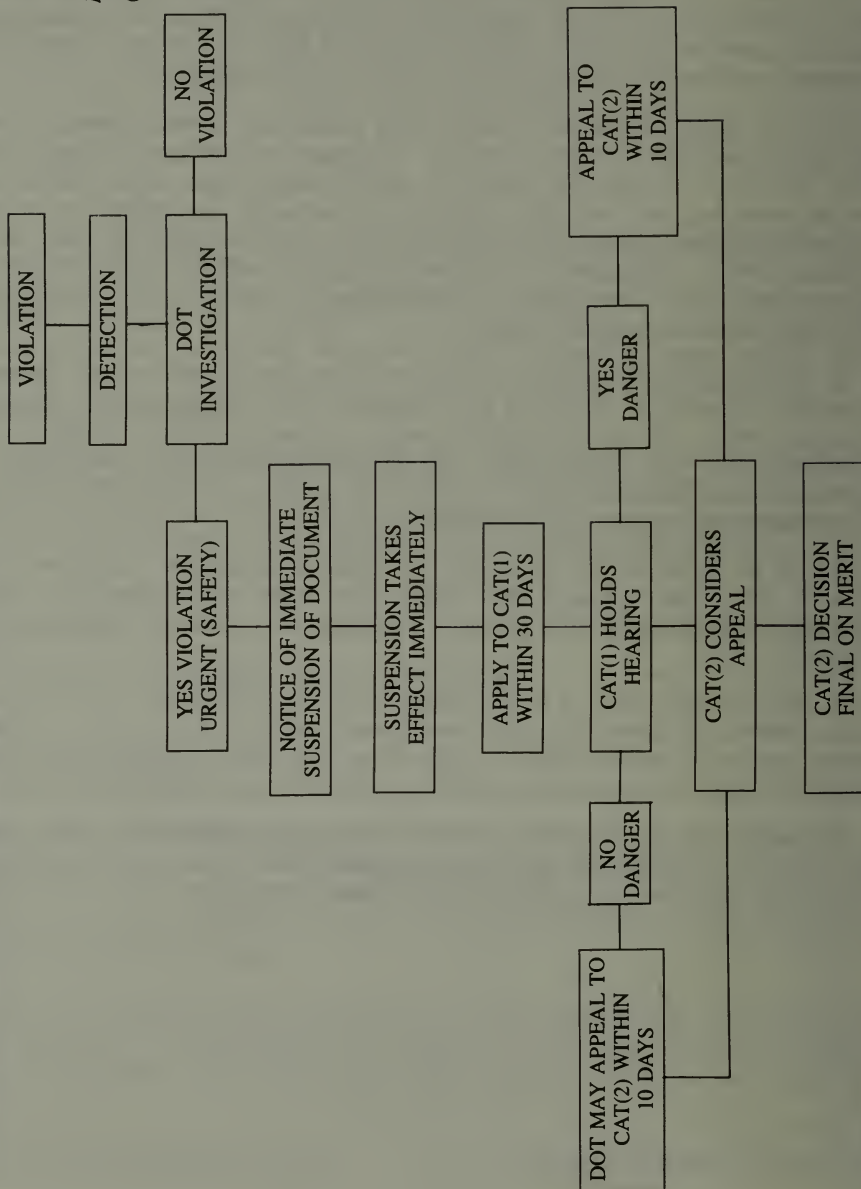 VIOLATION
DETECTION
DOT
INVESTIGATION
NO
VIOLATION
YES VIOLATION
URGENT (SAFETY)
NOTICE OF IMMEDIATE
SUSPENSION OF DOCUMENT
SUSPENSION TAKES
EFFECT IMMEDIATELY
APPLY TO CAT(1)
WITHIN 30 DAYS
CAT(1) HOLDS
HEARING
NO
DANGER
YES
DANGER
DOT MAY APPEAL TO
CAT(2) WITHIN
10 DAYS
APPEAL TO
CAT(2)
WITHIN
10 DAYS
CAT(2) CONSIDERS
APPEAL
CAT(2) DECISION
FINAL ON MERIT